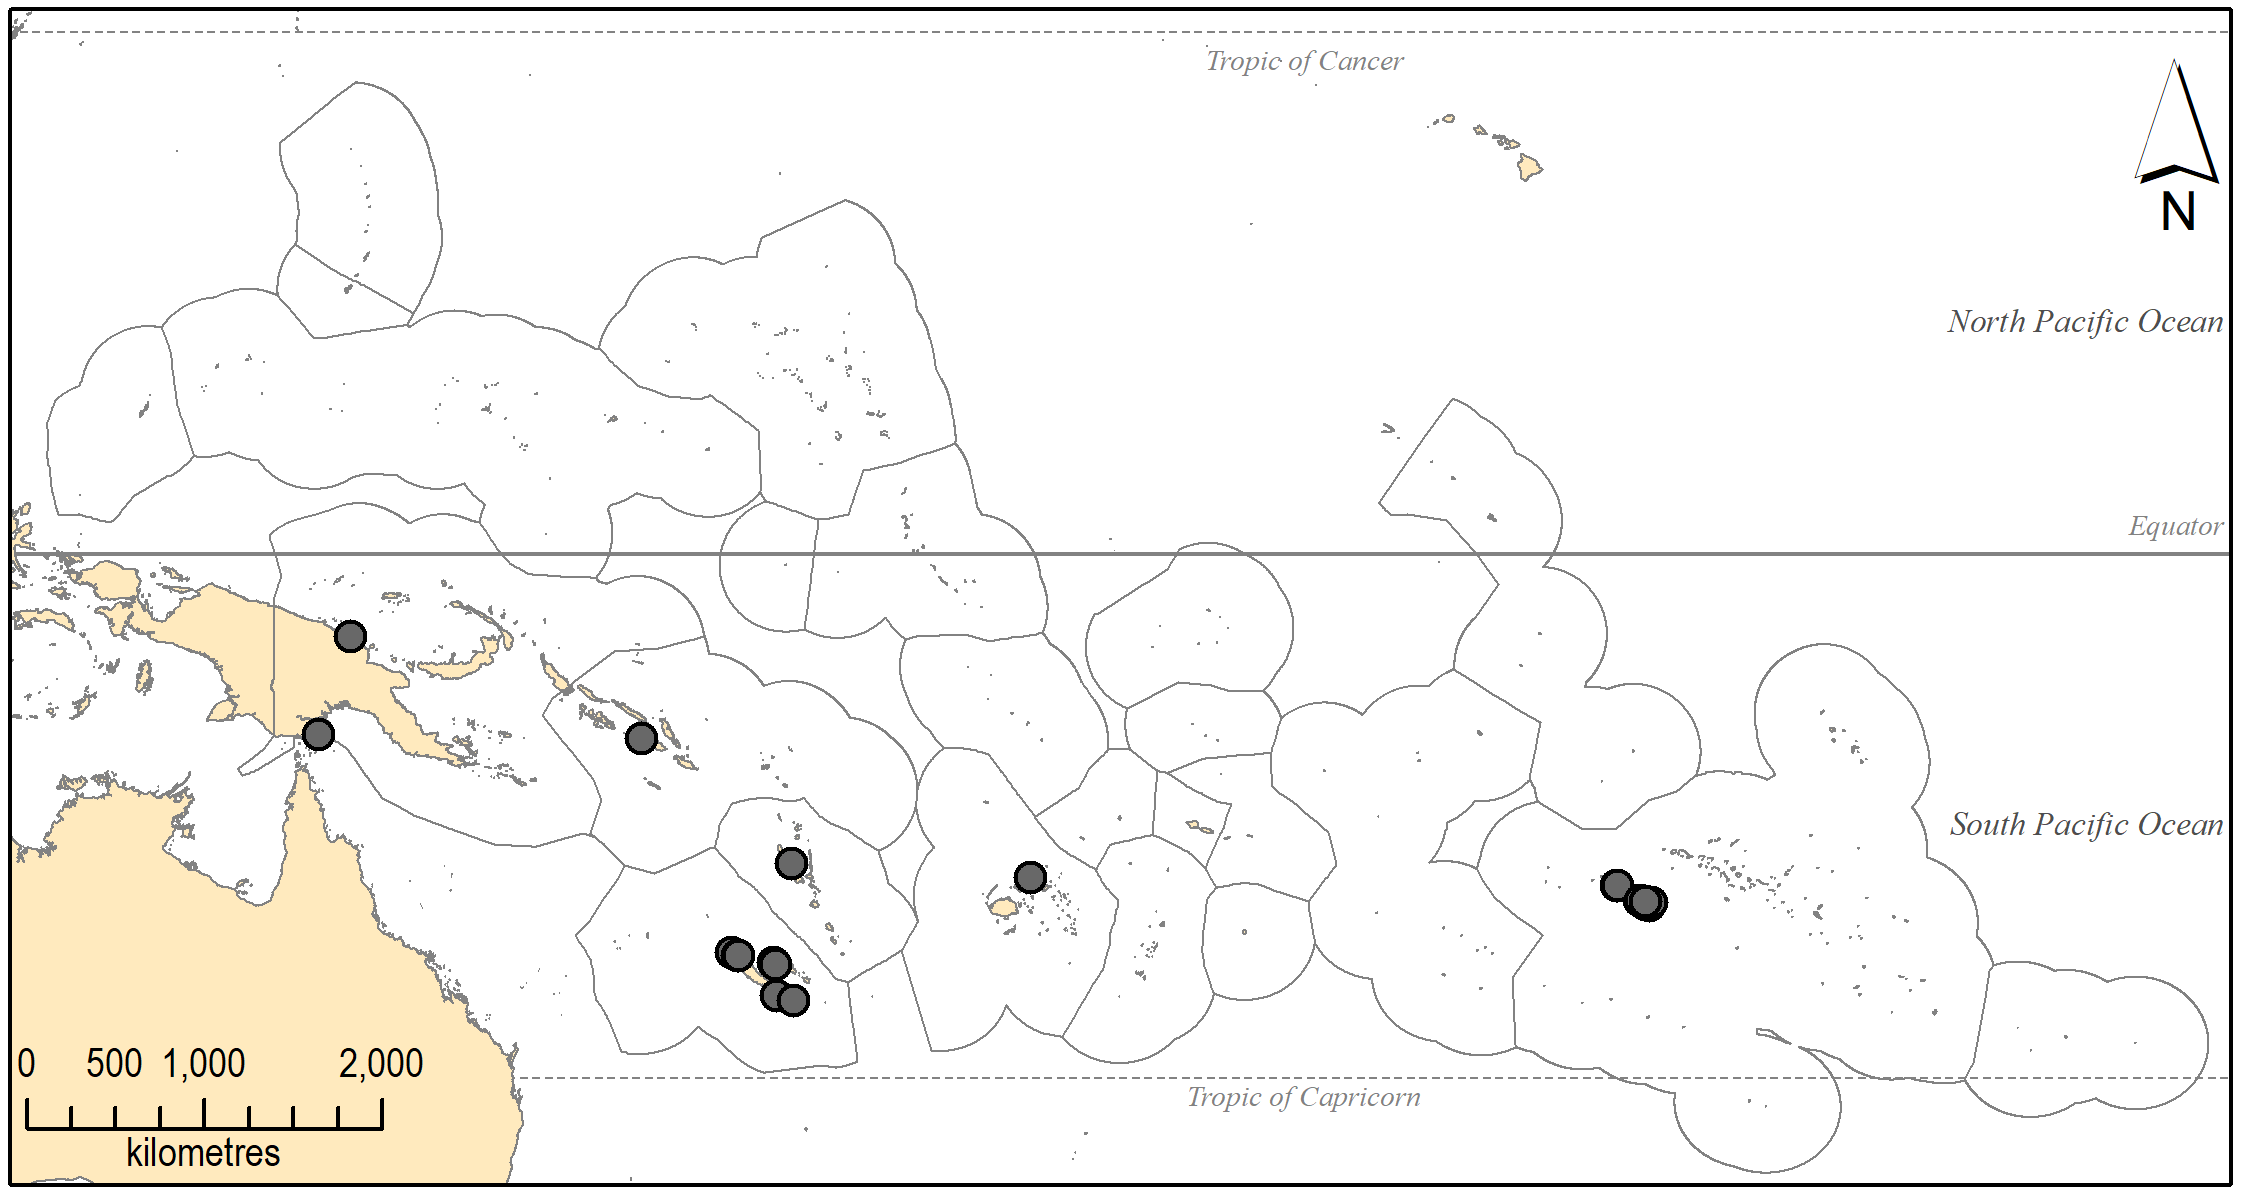 Tropic of Cancer
N
North Pacific Ocean
Equator
South Pacific Ocean
0 500 1,000 2,000
kilometres
Tropic of Capricorn